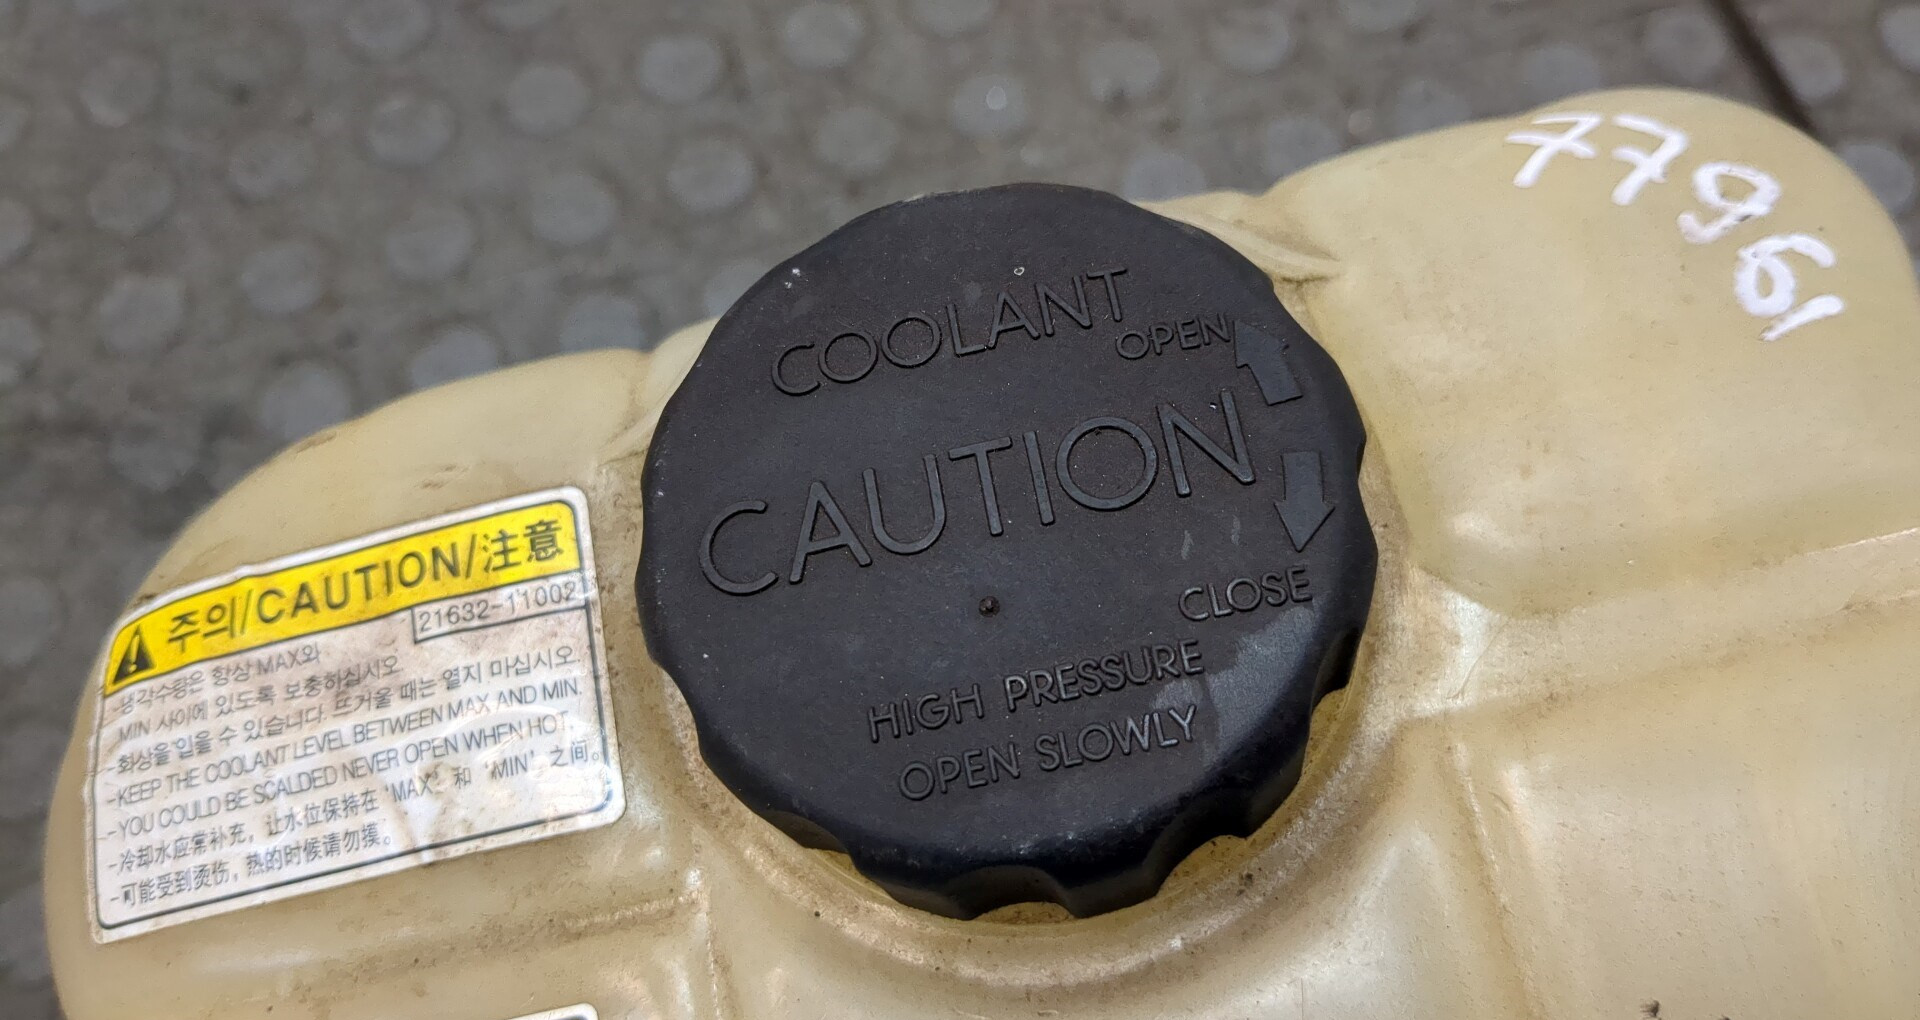 COOLANT
OPEN
CAUTION
CLOSE
HIGH PRESSURE
OPEN SLOWLY
77961
주의/CAUTION/注意
21632-11002
-냉각수량은 항상 MAX와
MIN 사이에 있도록 보충하십시오.
-화상을 입을 수 있습니다. 뜨거울 때는 열지 마십시오.
-KEEP THE COOLANT LEVEL BETWEEN MAX AND MIN.
-YOU COULD BE SCALDED NEVER OPEN WHEN HOT.
-冷却水应常补充，让水位保持在 'MAX' 和 'MIN' 之间。
-可能受到烫伤，热的时候请勿摸。